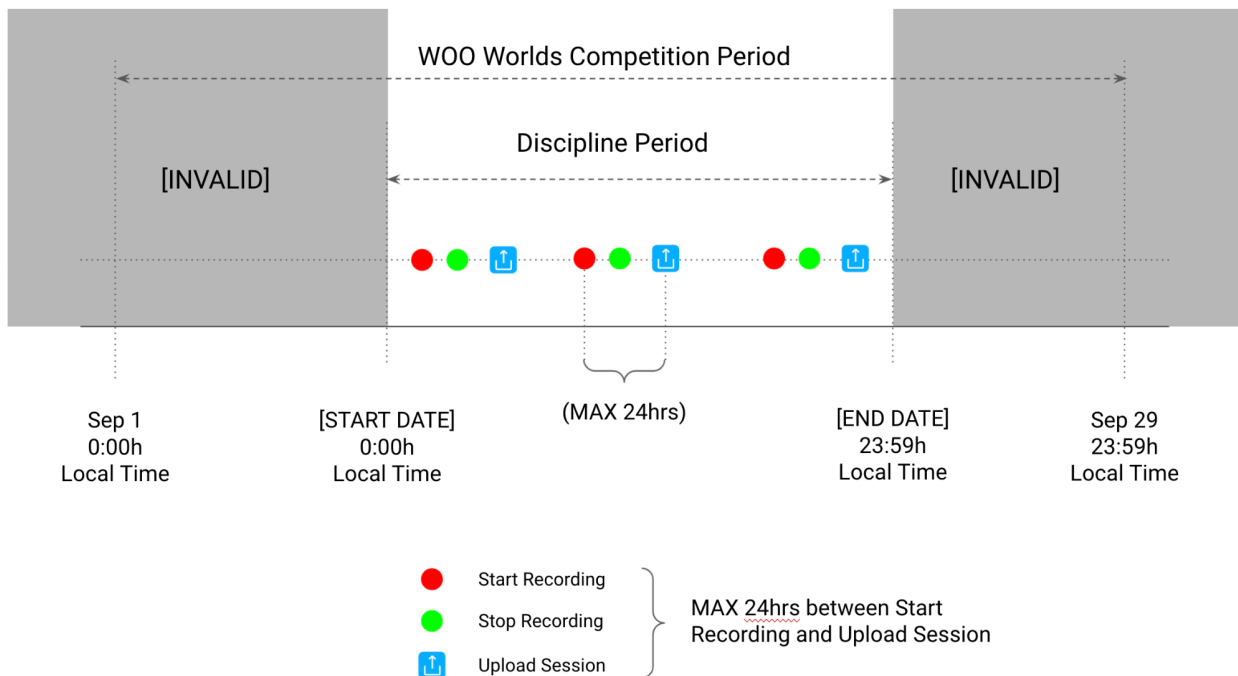 WOO Worlds Competition Period
Discipline Period
[INVALID]
[INVALID]
(MAX 24hrs)
Sep 1
0:00h
Local Time
[START DATE]
0:00h
Local Time
[END DATE]
23:59h
Local Time
Sep 29
23:59h
Local Time
Start Recording
Stop Recording
Upload Session
MAX 24hrs between Start
Recording and Upload Session